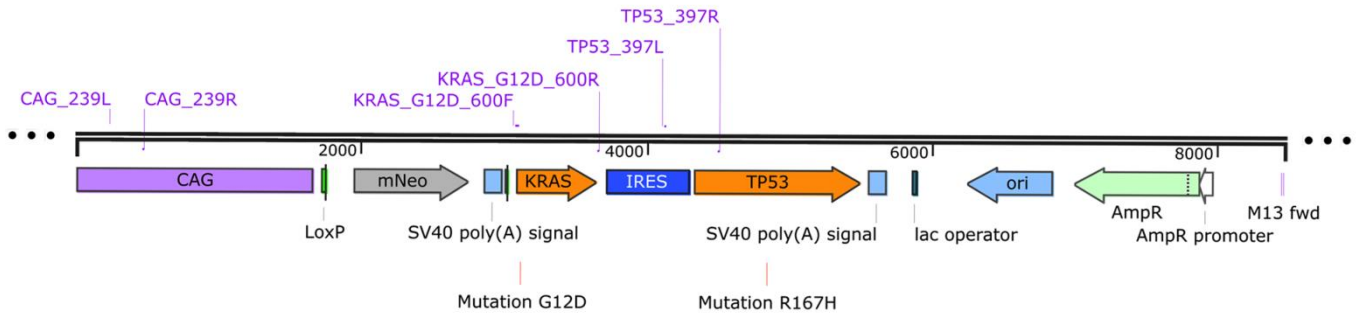 TP53_397R
TP53_397L
KRAS_G12D_600R
CAG_239L CAG_239R KRAS_G12D_600F
2000 4000 6000 8000
CAG mNeo KRAS IRES TP53 ori
LoxP SV40 poly(A) signal SV40 poly(A) signal lac operator AmpR M13 fwd
AmpR promoter
Mutation G12D Mutation R167H